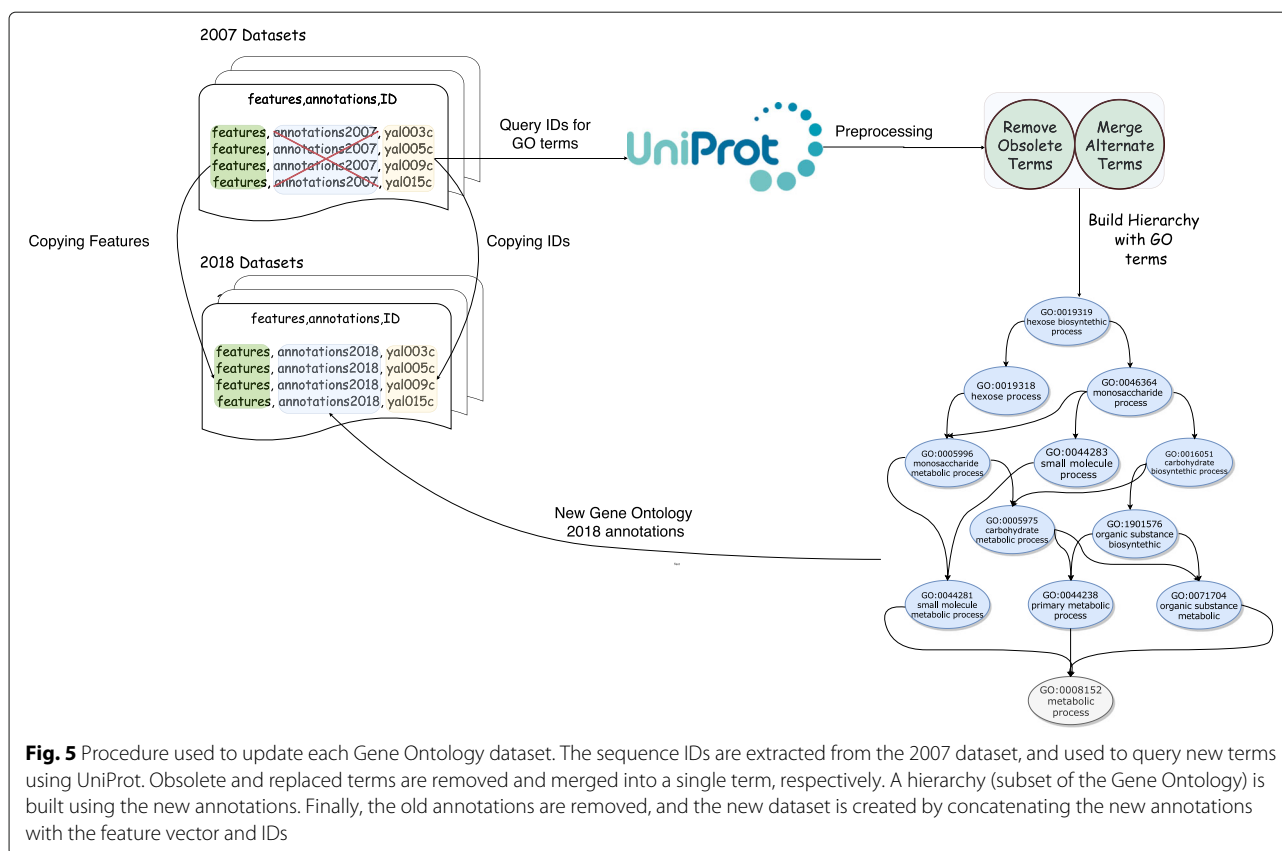 2007 Datasets
features,annotations,ID
features, annotations2007, yal003c
features, annotations2007, yal005c
features, annotations2007, yal009c
features, annotations2007, yal015c
Query IDs for
GO terms
UniProt
Preprocessing
Remove
Obsolete
Terms
Merge
Alternate
Terms
Copying Features
Copying IDs
Build Hierarchy
with GO
terms
2018 Datasets
features,annotations,ID
features, annotations2018, yal003c
features, annotations2018, yal005c
features, annotations2018, yal009c
features, annotations2018, yal015c
GO:0019319
hexose biosyntethic
process
GO:0019318
hexose process
GO:0046364
monosaccharide
process
GO:0005996
monosaccharide
metabolic process
GO:0044283
small molecule
process
GO:0016051
carbohydrate
biosyntethic process
GO:0005975
carbohydrate
metabolic process
GO:1901576
organic substance
biosyntethic
New Gene Ontology
2018 annotations
GO:0044281
small molecule
metabolic process
GO:0044238
primary metabolic
process
GO:0071704
organic substance
metabolic
GO:0008152
metabolic
process
Fig. 5 Procedure used to update each Gene Ontology dataset. The sequence IDs are extracted from the 2007 dataset, and used to query new terms
using UniProt. Obsolete and replaced terms are removed and merged into a single term, respectively. A hierarchy (subset of the Gene Ontology) is
built using the new annotations. Finally, the old annotations are removed, and the new dataset is created by concatenating the new annotations
with the feature vector and IDs